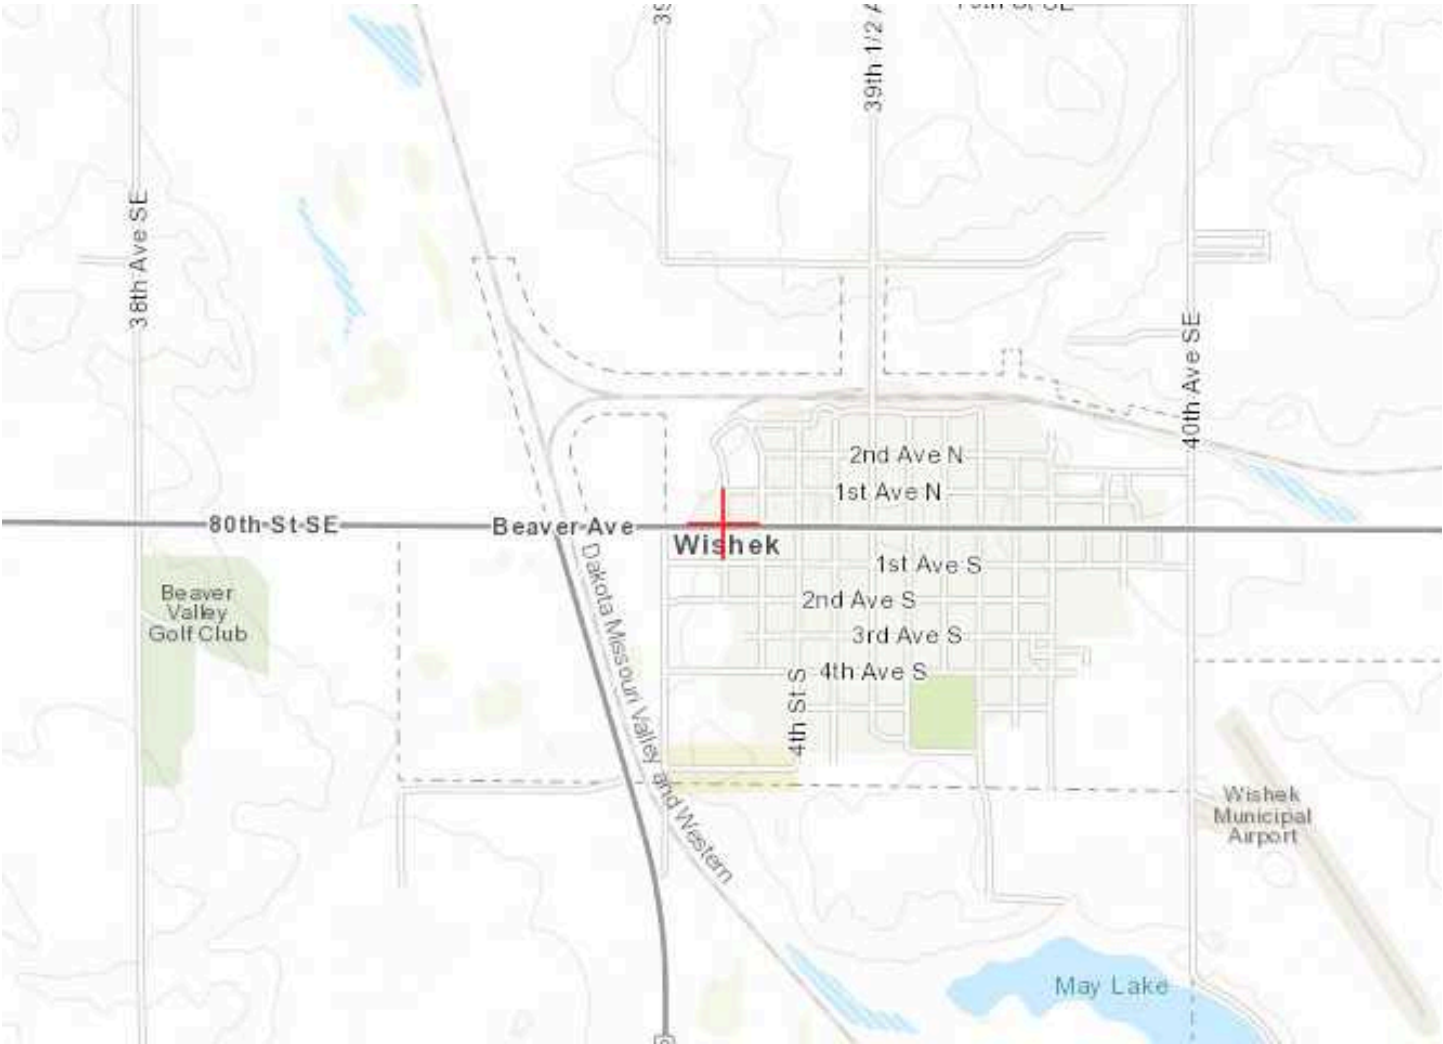 39th 1/2 A
38th Ave SE
40th Ave SE
2nd Ave N
1st Ave N
80th St SE
Beaver Ave
Wishek
1st Ave S
Beaver
Valley
Golf Club
2nd Ave S
3rd Ave S
4th Ave S
4th St S
Dakota Missouri Valley and Western
Wishek
Municipal
Airport
May Lake